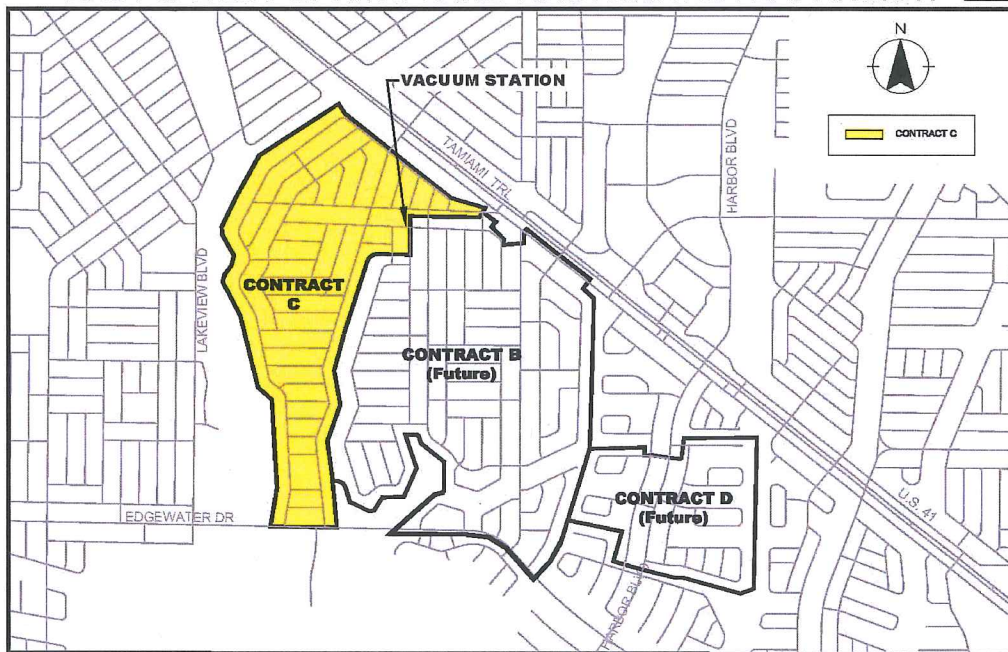 N
VACUUM STATION
CONTRACT C
TAMIAMI TRL
HARBOR BLVD
LAKEVIEW BLVD
CONTRACT
C
CONTRACT B
(Future)
CONTRACT D
(Future)
U.S. 41
EDGEWATER DR
HARBOR BLVD